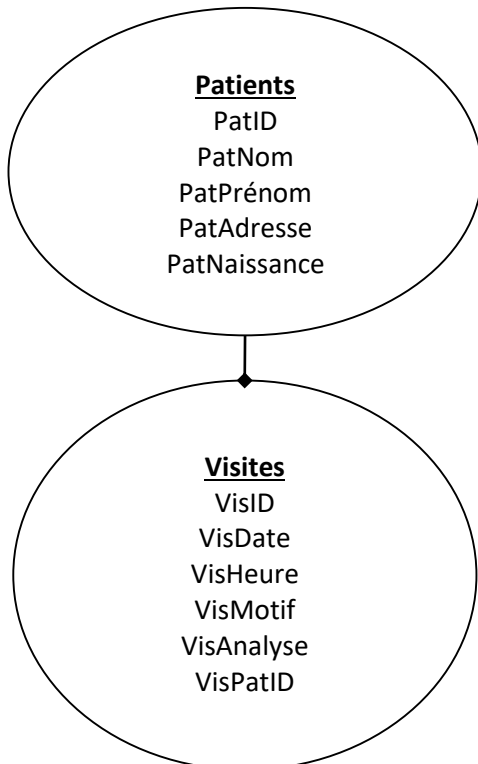 Patients
PatID
PatNom
PatPrénom
PatAdresse
PatNaissance
Visites
VisID
VisDate
VisHeure
VisMotif
VisAnalyse
VisPatID